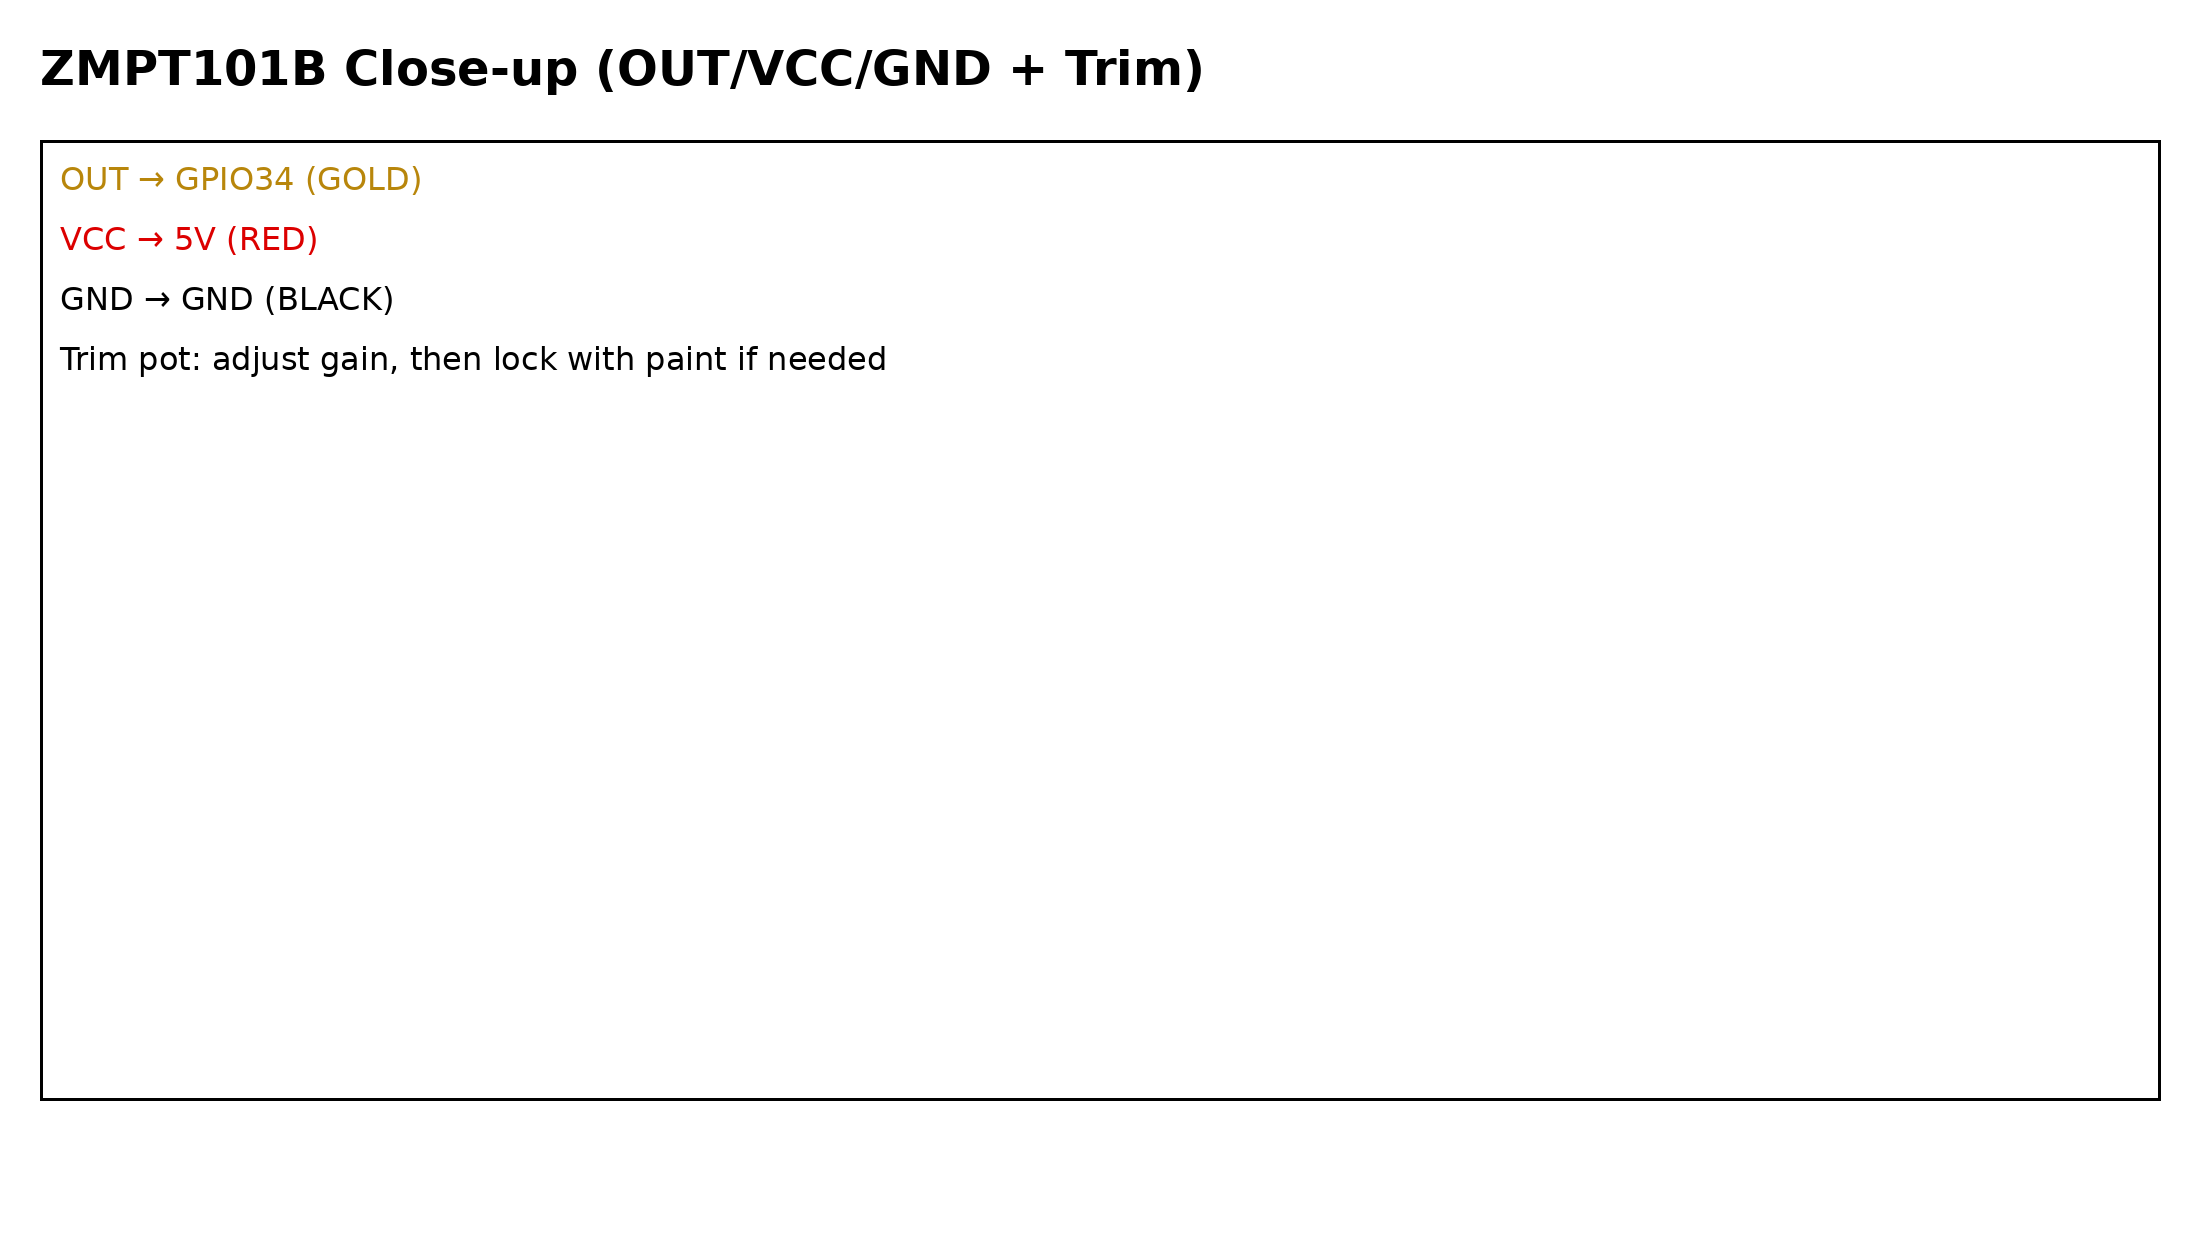 ZMPT101B Close-up (OUT/VCC/GND + Trim)
OUT → GPIO34 (GOLD)
VCC → 5V (RED)
GND → GND (BLACK)
Trim pot: adjust gain, then lock with paint if needed